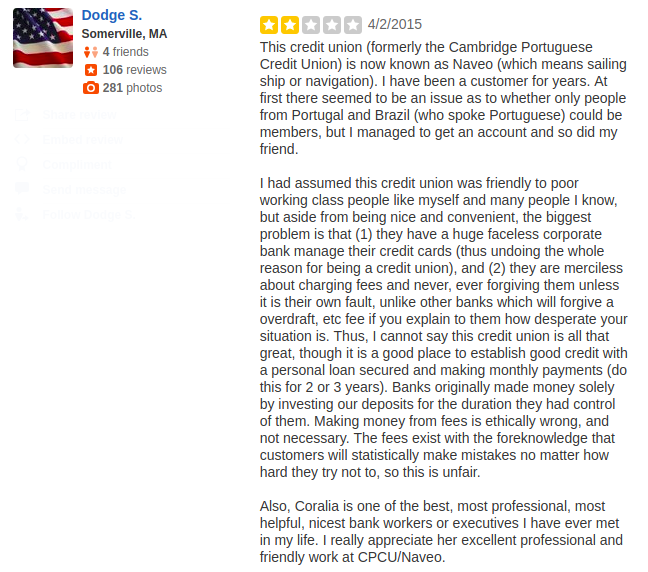 Dodge S.
Somerville, MA
4 friends
106 reviews
281 photos
4/2/2015
This credit union (formerly the Cambridge Portuguese
Credit Union) is now known as Naveo (which means sailing
ship or navigation). I have been a customer for years. At
first there seemed to be an issue as to whether only people
from Portugal and Brazil (who spoke Portuguese) could be
members, but I managed to get an account and so did my
friend.
I had assumed this credit union was friendly to poor
working class people like myself and many people I know,
but aside from being nice and convenient, the biggest
problem is that (1) they have a huge faceless corporate
bank manage their credit cards (thus undoing the whole
reason for being a credit union), and (2) they are merciless
about charging fees and never, ever forgiving them unless
it is their own fault, unlike other banks which will forgive a
overdraft, etc fee if you explain to them how desperate your
situation is. Thus, I cannot say this credit union is all that
great, though it is a good place to establish good credit with
a personal loan secured and making monthly payments (do
this for 2 or 3 years). Banks originally made money solely
by investing our deposits for the duration they had control
of them. Making money from fees is ethically wrong, and
not necessary. The fees exist with the foreknowledge that
customers will statistically make mistakes no matter how
hard they try not to, so this is unfair.
Also, Coralia is one of the best, most professional, most
helpful, nicest bank workers or executives I have ever met
in my life. I really appreciate her excellent professional and
friendly work at CPCU/Naveo.